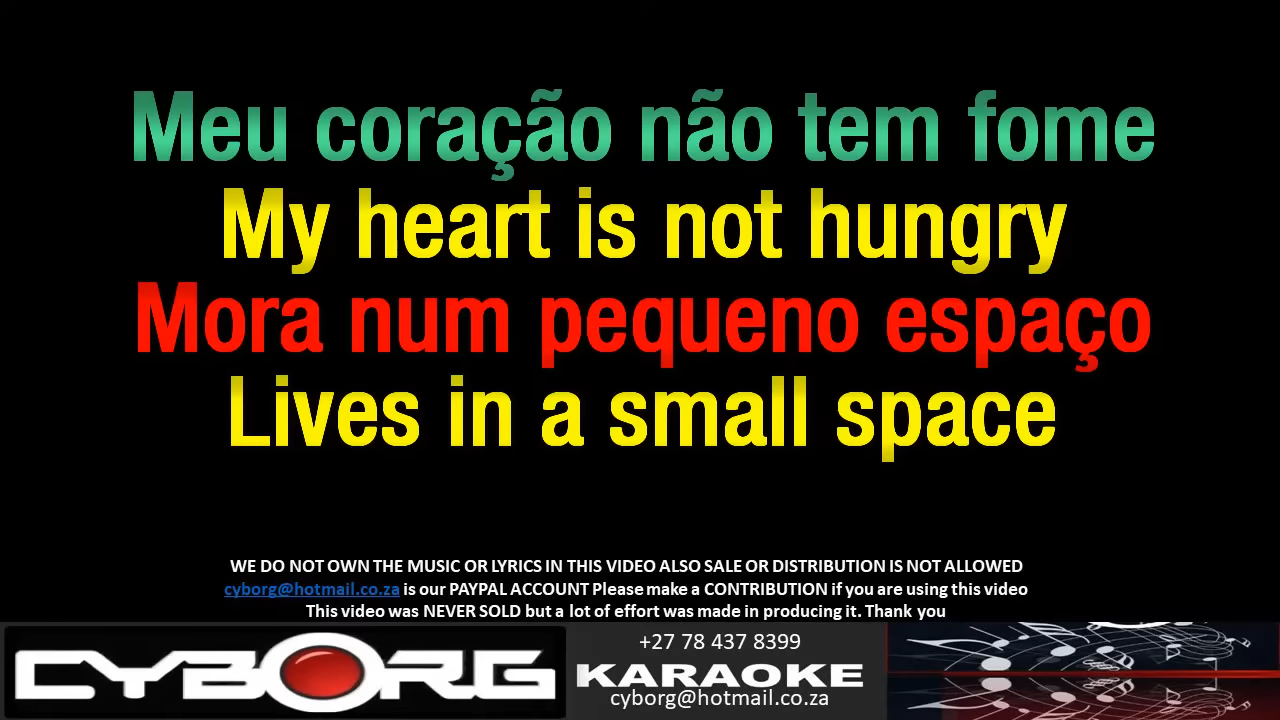 Meu coração não tem fome
My heart is not hungry
Mora num pequeno espaço
Lives in a small space
WE DO NOT OWN THE MUSIC OR LYRICS IN THIS VIDEO ALSO SALE OR DISTRIBUTION IS NOT ALLOWED
cyborg@hotmail.co.za is our PAYPAL ACCOUNT Please make a CONTRIBUTION if you are using this video
This video was NEVER SOLD but a lot of effort was made in producing it. Thank you
CYBORG
+27 78 437 8399
KARAOKE
cyborg@hotmail.co.za